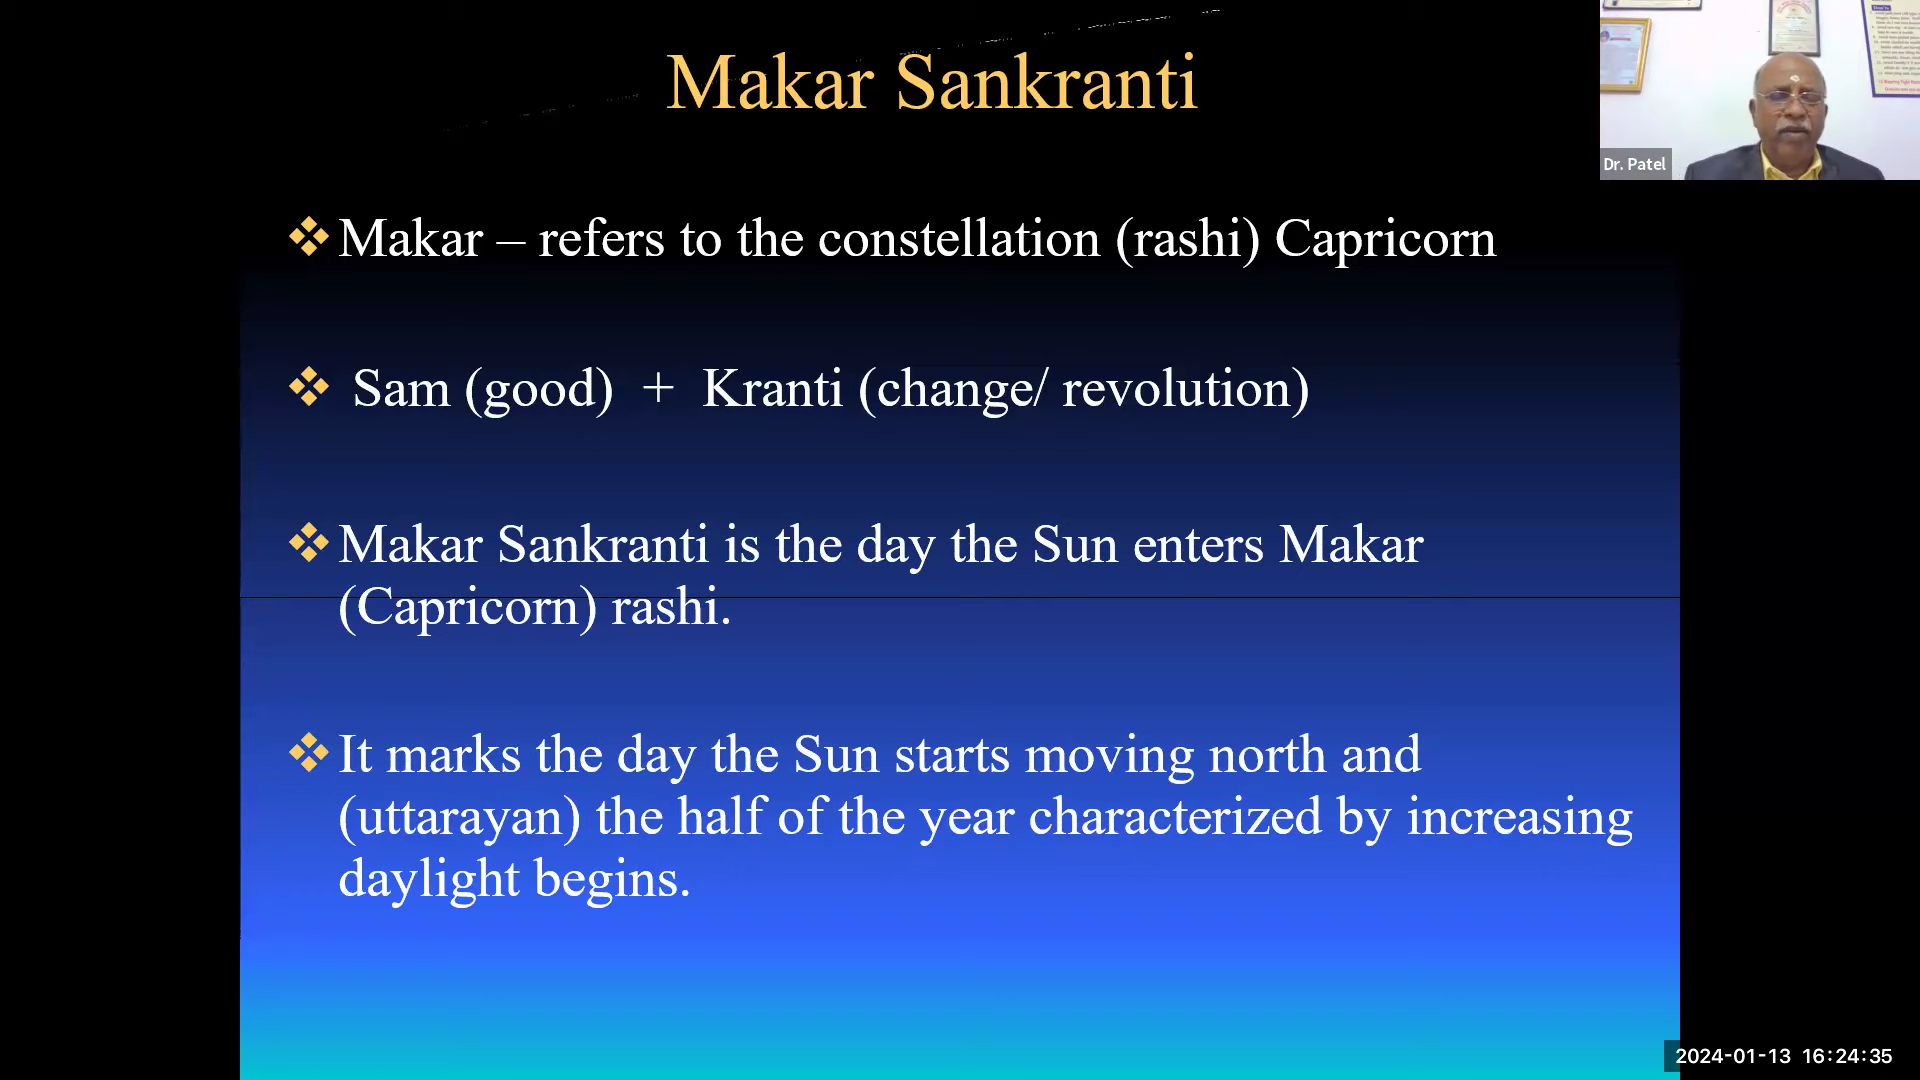 Makar Sankranti
Makar – refers to the constellation (rashi) Capricorn
Sam (good) + Kranti (change/ revolution)
Makar Sankranti is the day the Sun enters Makar
(Capricorn) rashi.
It marks the day the Sun starts moving north and
(uttarayan) the half of the year characterized by increasing
daylight begins.
Dr. Patel
2024-01-13 16:24:35